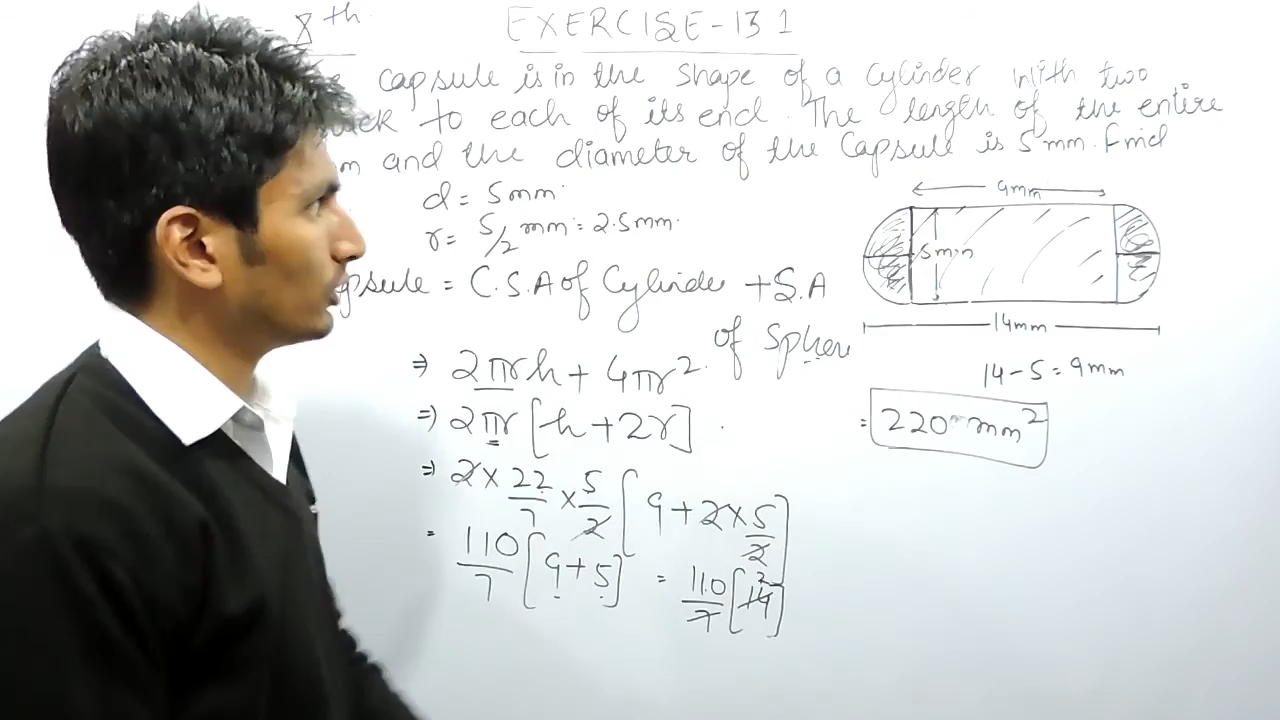 - 8th
EXERCISE-13 1
capsule is in the shape of a cylinder with two
to each of its end. The length of the entire
m and the diameter of the Capsule is 5mm. Find
d = 5mm
r = 5/2 mm = 2.5mm
psule = C.S.A of Cylinder + S.A
of Sphere
⇒ 2πrh + 4πr²
⇒ 2πr [h + 2r]
⇒ 2 × 22/7 × 5/2 [9 + 2 × 5/2]
= 110/7 [9 + 5] = 110/7 [14] 2
9mm
5mm
14mm
14 - 5 = 9mm
= 220 mm²